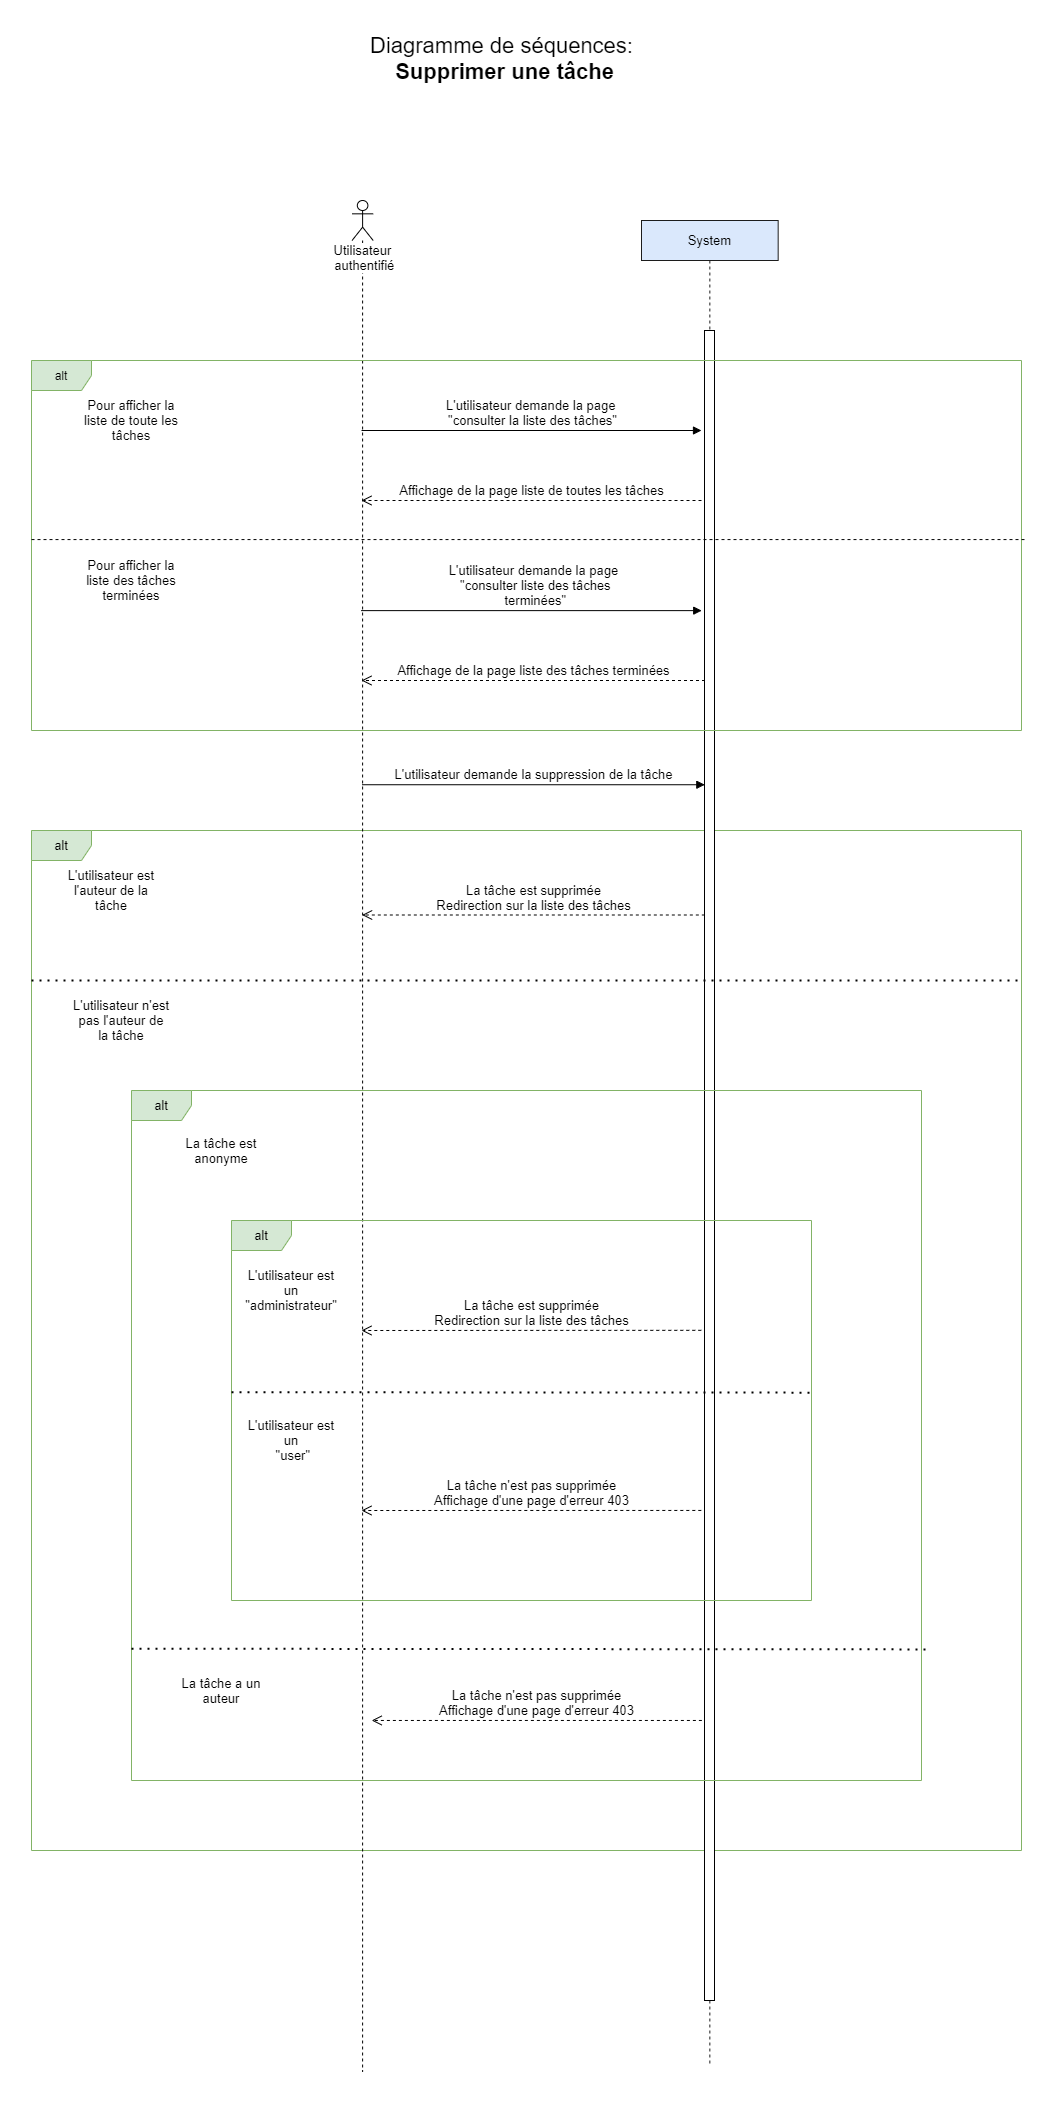 Diagramme de séquences:
Supprimer une tâche
Utilisateur
authentifié
System
alt
Pour afficher la
liste de toute les
tâches
L'utilisateur demande la page
"consulter la liste des tâches"
Affichage de la page liste de toutes les tâches
Pour afficher la
liste des tâches
terminées
L'utilisateur demande la page
"consulter liste des tâches
terminées"
Affichage de la page liste des tâches terminées
L'utilisateur demande la suppression de la tâche
alt
L'utilisateur est
l'auteur de la
tâche
La tâche est supprimée
Redirection sur la liste des tâches
L'utilisateur n'est
pas l'auteur de
la tâche
alt
La tâche est
anonyme
alt
L'utilisateur est
un
"administrateur"
La tâche est supprimée
Redirection sur la liste des tâches
L'utilisateur est
un
"user"
La tâche n'est pas supprimée
Affichage d'une page d'erreur 403
La tâche a un
auteur
La tâche n'est pas supprimée
Affichage d'une page d'erreur 403